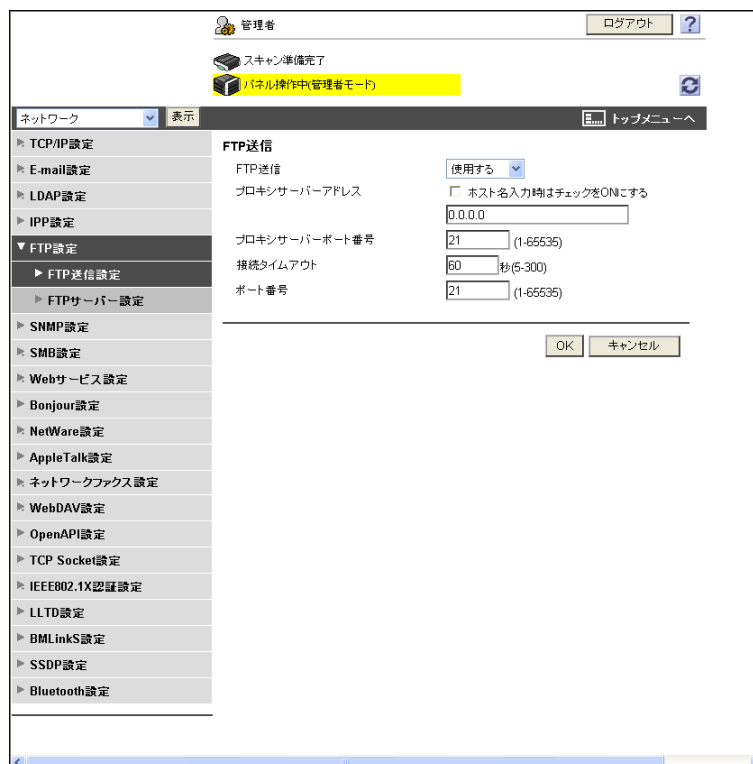 管理者
ログアウト
?
スキャン準備完了
パネル操作中(管理者モード)
ネットワーク
表示
トップメニューへ
TCP/IP設定
E-mail設定
LDAP設定
IPP設定
FTP設定
FTP送信設定
FTPサーバー設定
SNMP設定
SMB設定
Webサービス設定
Bonjour設定
NetWare設定
AppleTalk設定
ネットワークファクス設定
WebDAV設定
OpenAPI設定
TCP Socket設定
IEEE802.1X認証設定
LLTD設定
BMLinkS設定
SSDP設定
Bluetooth設定
FTP送信
FTP送信 使用する
プロキシサーバーアドレス ホスト名入力時はチェックをONにする
0.0.0.0
プロキシサーバーポート番号 21 (1-65535)
接続タイムアウト 60 秒(5-300)
ポート番号 21 (1-65535)
OK キャンセル